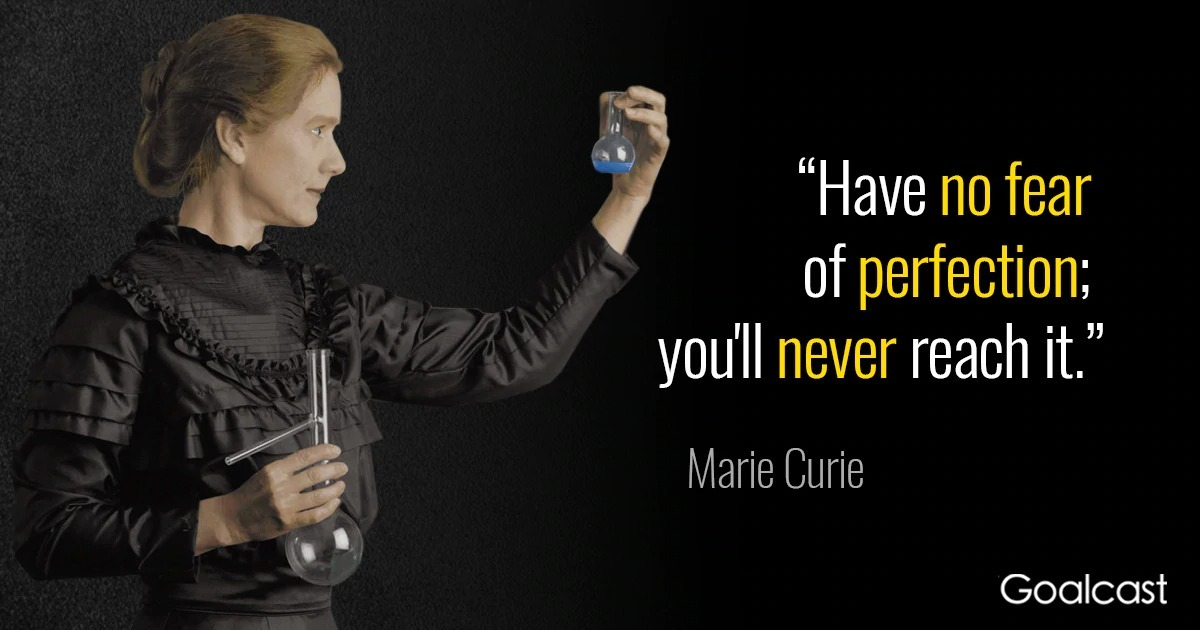 “Have no fear
of perfection;
you'll never reach it.”
Marie Curie
Goalcast